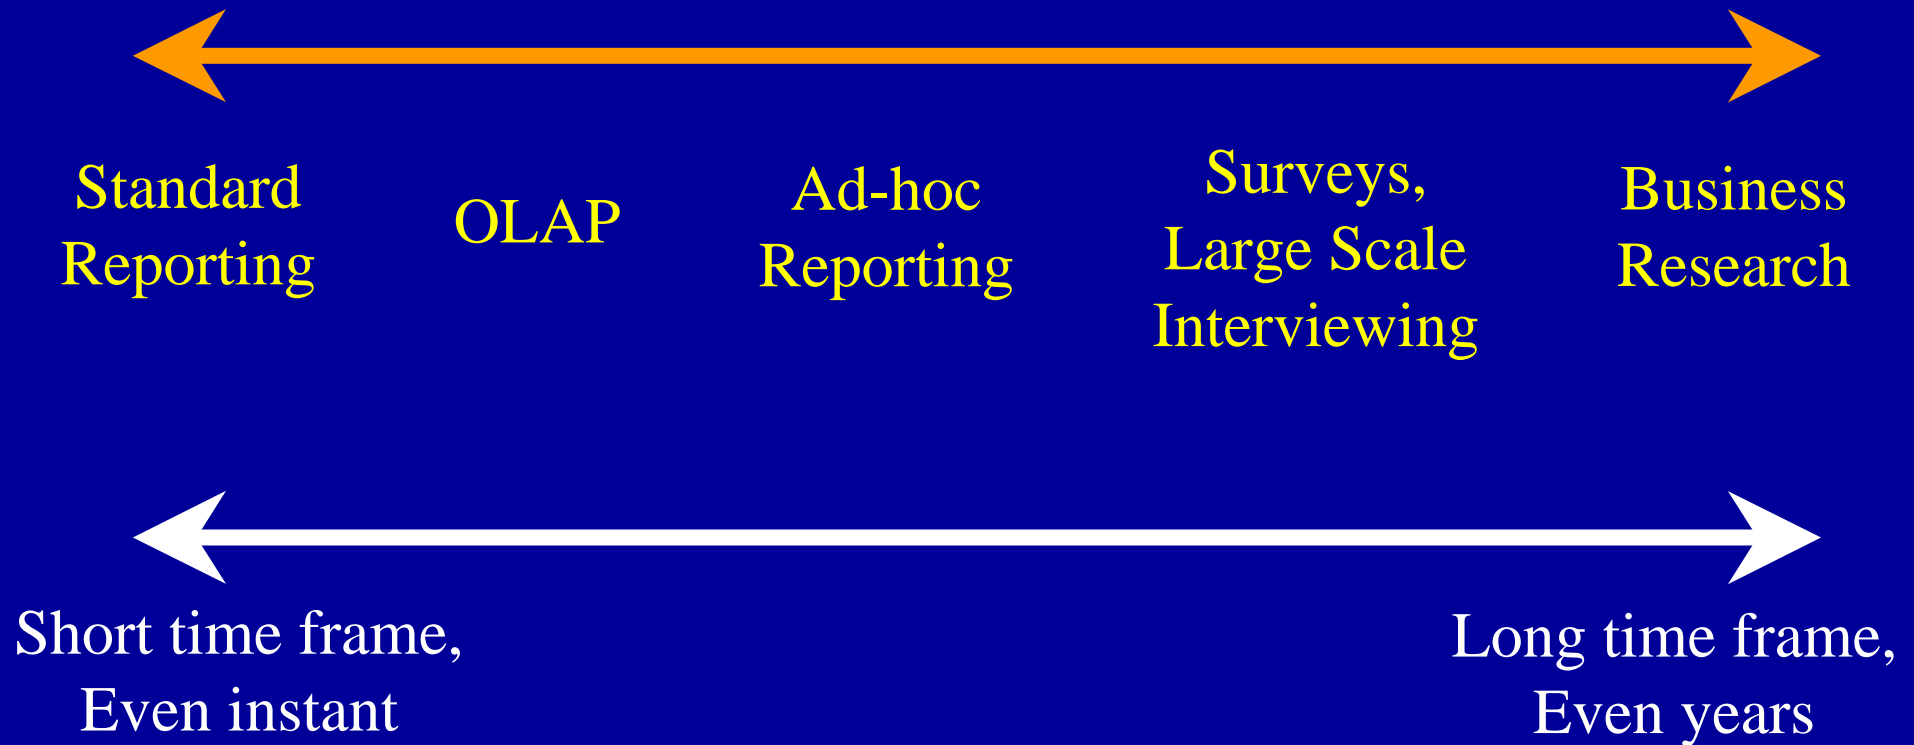 Standard
Reporting
OLAP
Ad-hoc
Reporting
Surveys,
Large Scale
Interviewing
Business
Research
Short time frame,
Even instant
Long time frame,
Even years